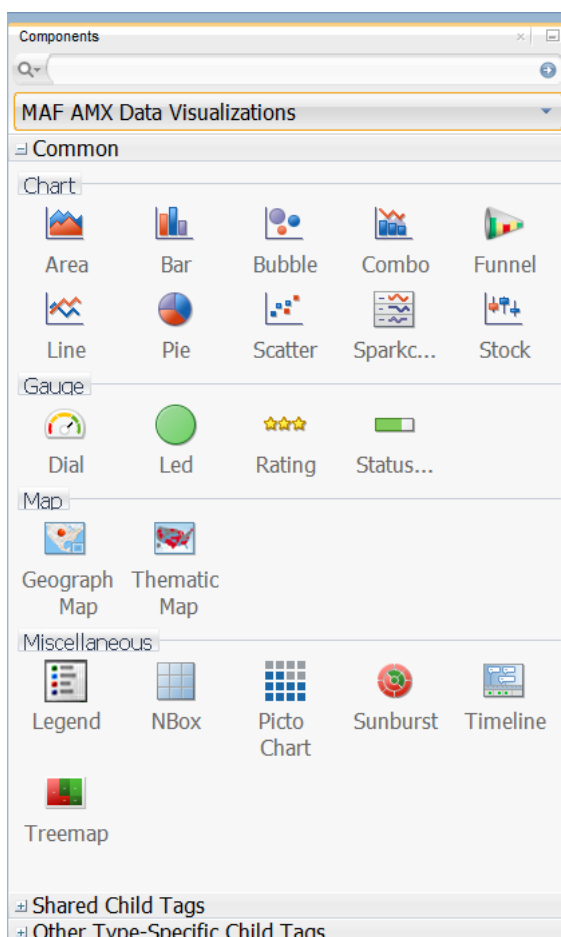 Components
MAF AMX Data Visualizations
Common
Chart
Area Bar Bubble Combo Funnel
Line Pie Scatter Sparkc... Stock
Gauge
Dial Led Rating Status...
Map
Geograph Thematic
Map Map
Miscellaneous
Legend NBox Picto Sunburst Timeline
Chart
Treemap
Shared Child Tags
Other Type-Specific Child Tags